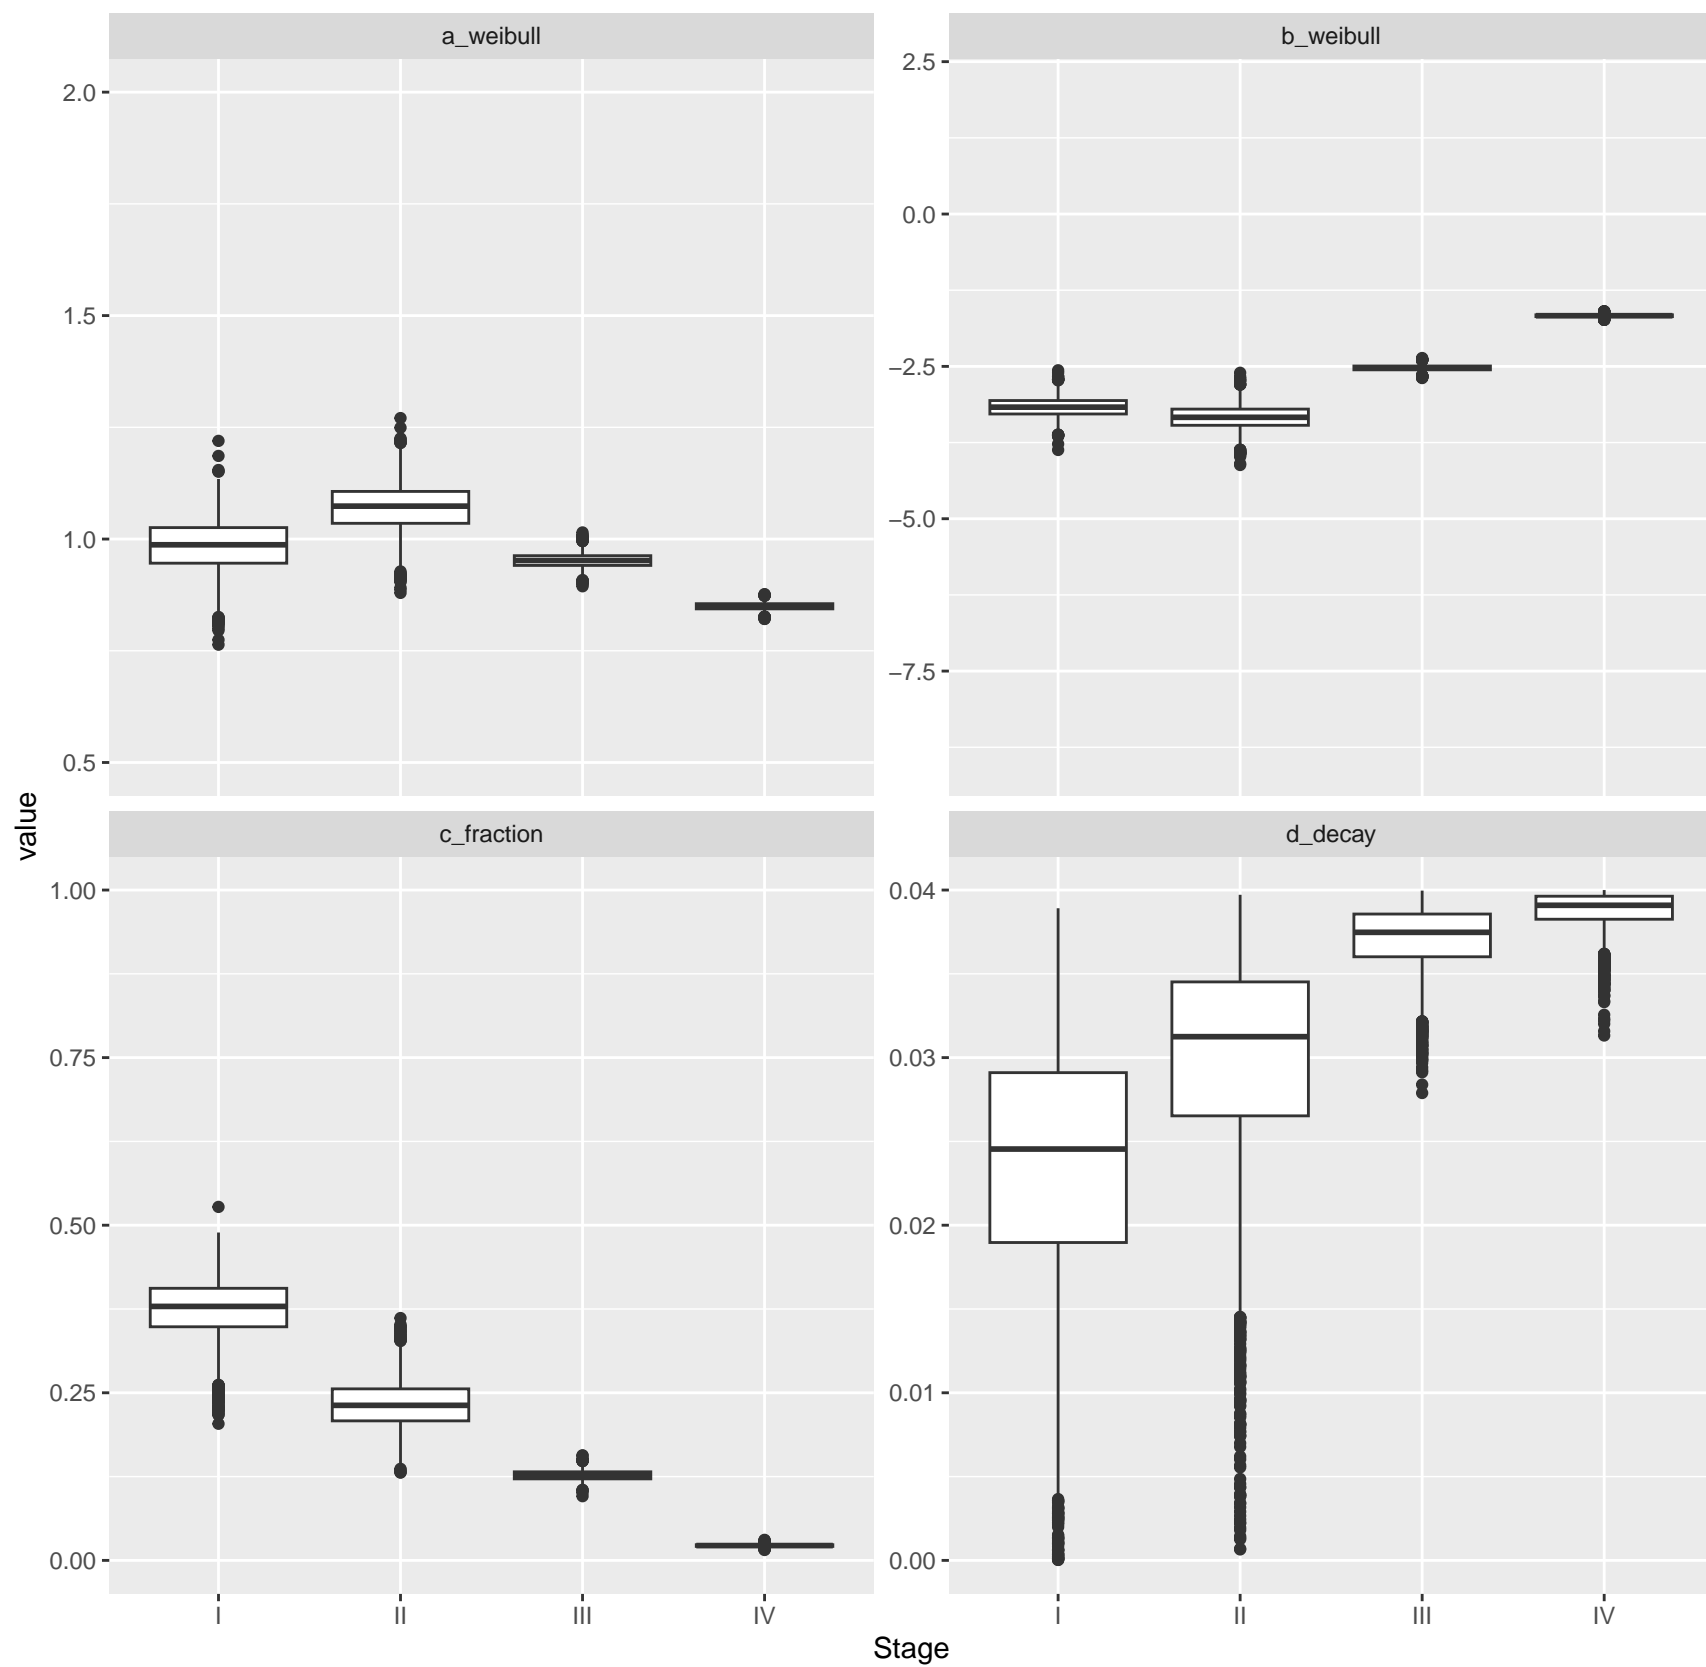 a_weibull
b_weibull
2.0
1.5
1.0
0.5
2.5
0.0
−2.5
−5.0
−7.5
value
c_fraction
d_decay
1.00
0.75
0.50
0.25
0.00
0.04
0.03
0.02
0.01
0.00
I II III IV
I II III IV
Stage